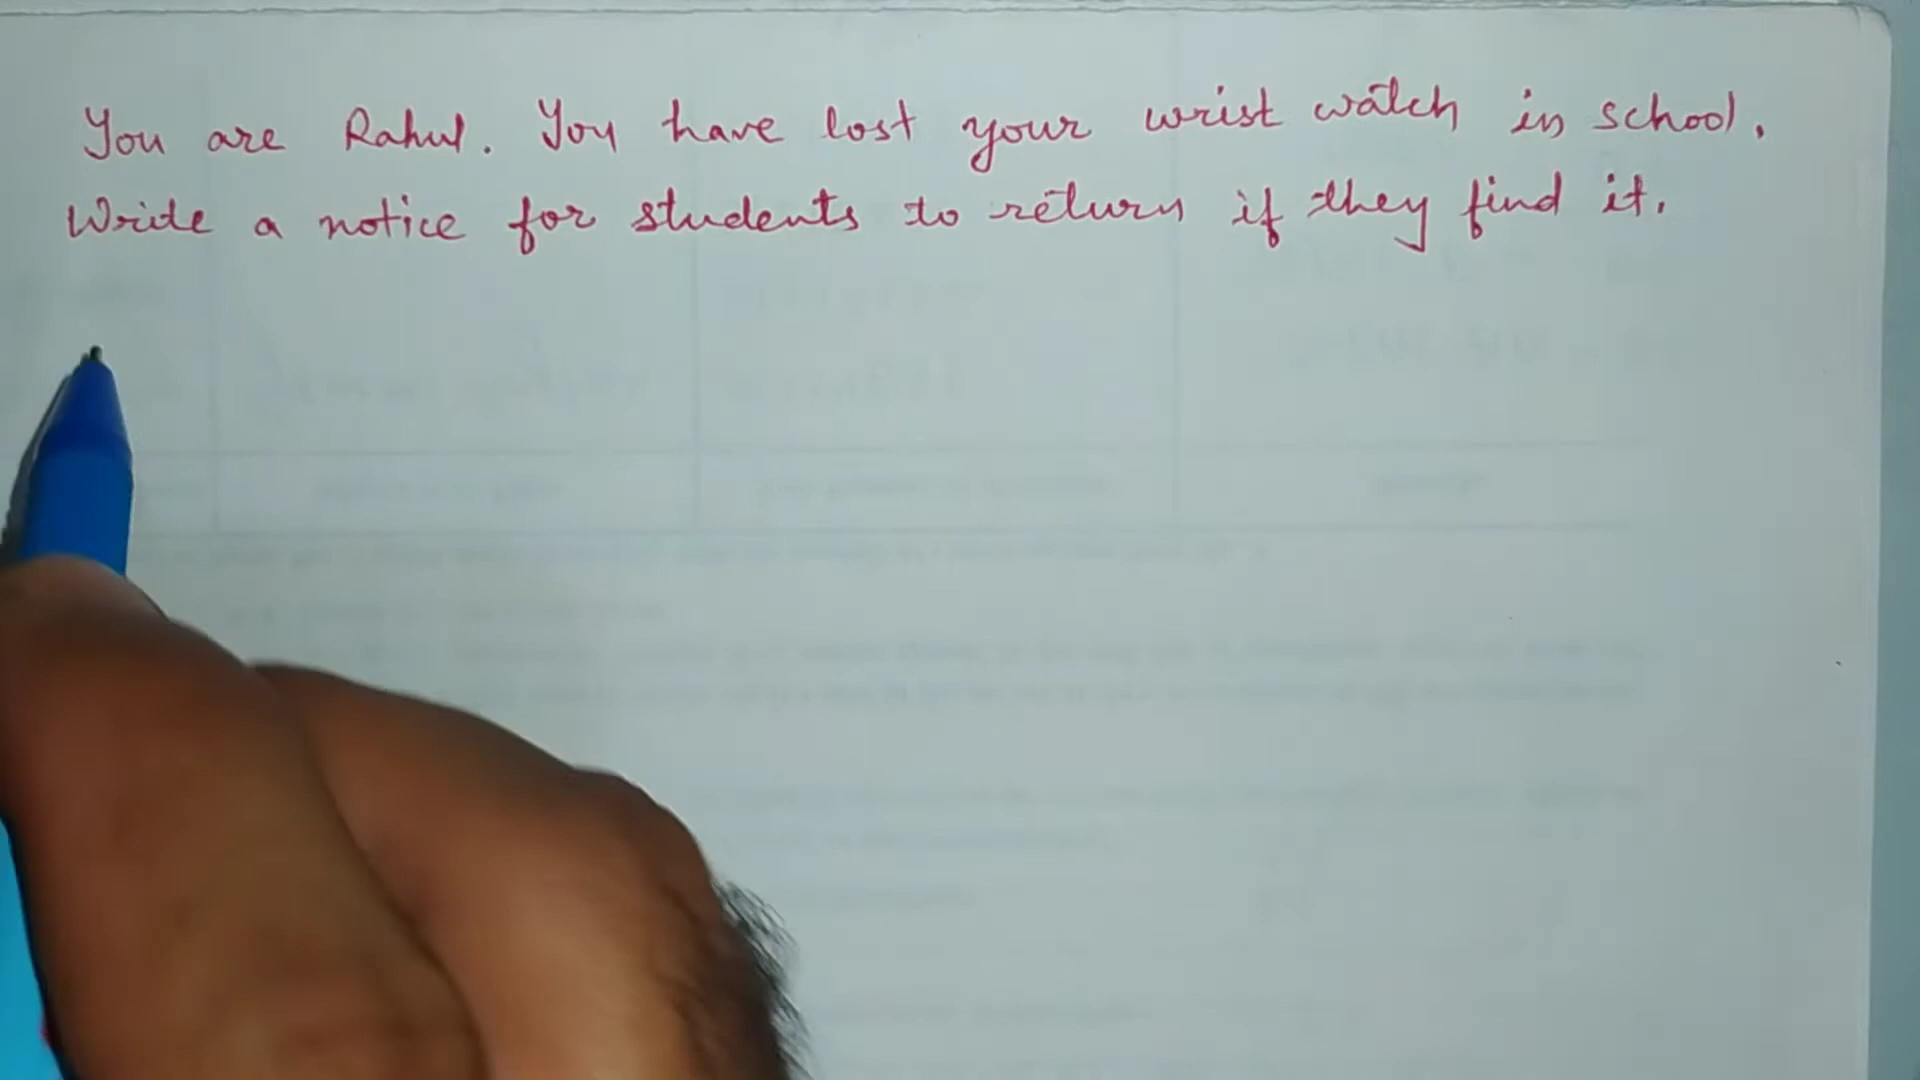 You are Rahul. You have lost your wrist watch in school.
Write a notice for students to return if they find it.